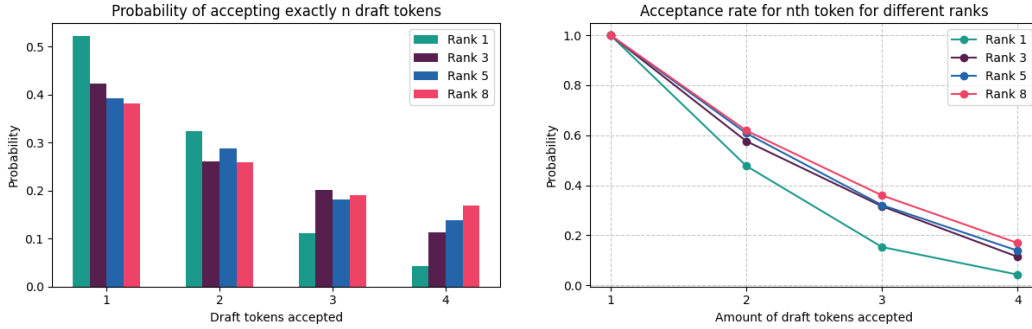 Probability of accepting exactly n draft tokens
Probability
0.5
0.4
0.3
0.2
0.1
0.0
Rank 1
Rank 3
Rank 5
Rank 8
1 2 3 4
Draft tokens accepted
Acceptance rate for nth token for different ranks
Probability
1.0
0.8
0.6
0.4
0.2
0.0
Rank 1
Rank 3
Rank 5
Rank 8
1 2 3 4
Amount of draft tokens accepted